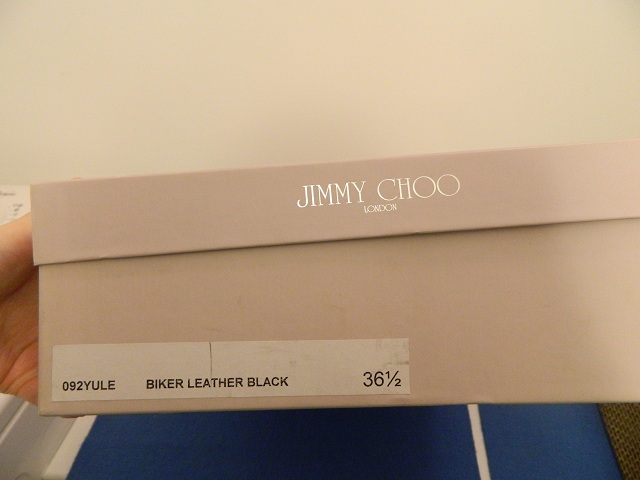 JIMMY CHOO
LONDON
092YULE BIKER LEATHER BLACK 36½